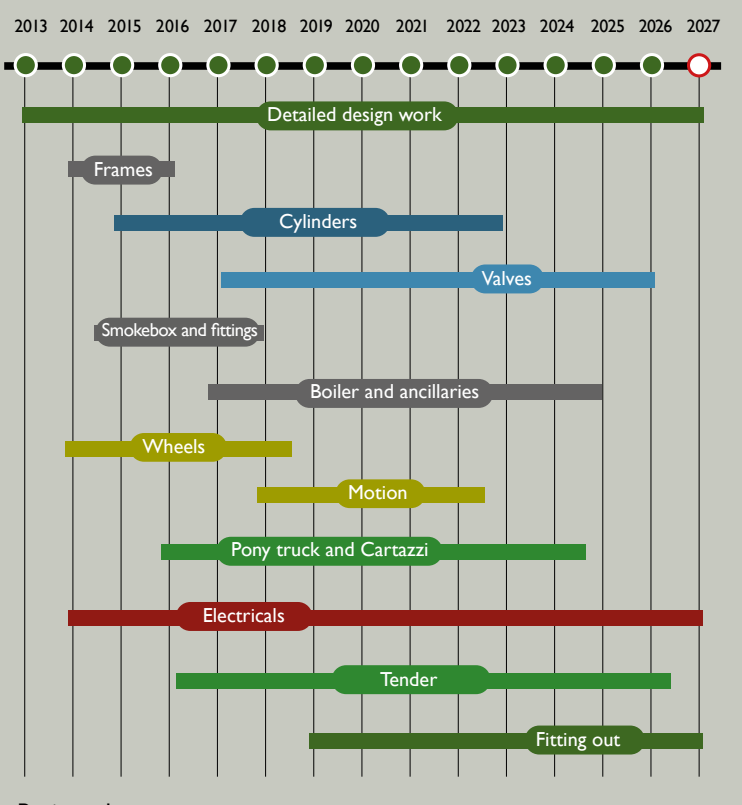 2013 2014 2015 2016 2017 2018 2019 2020 2021 2022 2023 2024 2025 2026 2027
Detailed design work
Frames
Cylinders
Valves
Smokebox and fittings
Boiler and ancillaries
Wheels
Motion
Pony truck and Cartazzi
Electricals
Tender
Fitting out